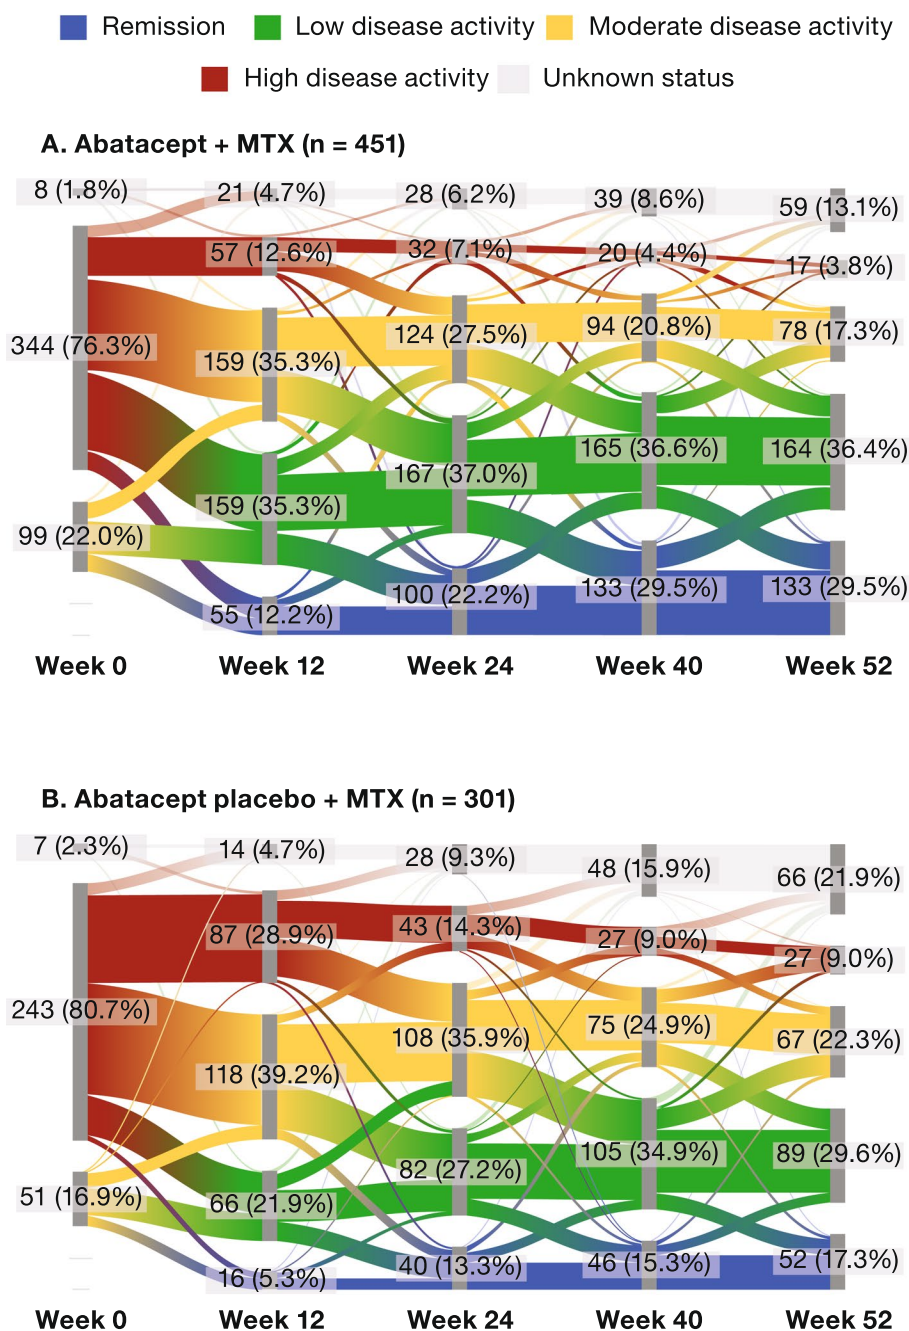 Remission Low disease activity Moderate disease activity
High disease activity Unknown status
A. Abatacept + MTX (n = 451)
8 (1.8%) 21 (4.7%) 28 (6.2%) 39 (8.6%) 59 (13.1%)
57 (12.6%) 32 (7.1%) 20 (4.4%) 17 (3.8%)
344 (76.3%) 159 (35.3%) 124 (27.5%) 94 (20.8%) 78 (17.3%)
99 (22.0%) 159 (35.3%) 167 (37.0%) 165 (36.6%) 164 (36.4%)
55 (12.2%) 100 (22.2%) 133 (29.5%) 133 (29.5%)
Week 0 Week 12 Week 24 Week 40 Week 52
B. Abatacept placebo + MTX (n = 301)
7 (2.3%) 14 (4.7%) 28 (9.3%) 48 (15.9%) 66 (21.9%)
87 (28.9%) 43 (14.3%) 27 (9.0%) 27 (9.0%)
243 (80.7%) 118 (39.2%) 108 (35.9%) 75 (24.9%) 67 (22.3%)
51 (16.9%) 66 (21.9%) 82 (27.2%) 105 (34.9%) 89 (29.6%)
16 (5.3%) 40 (13.3%) 46 (15.3%) 52 (17.3%)
Week 0 Week 12 Week 24 Week 40 Week 52